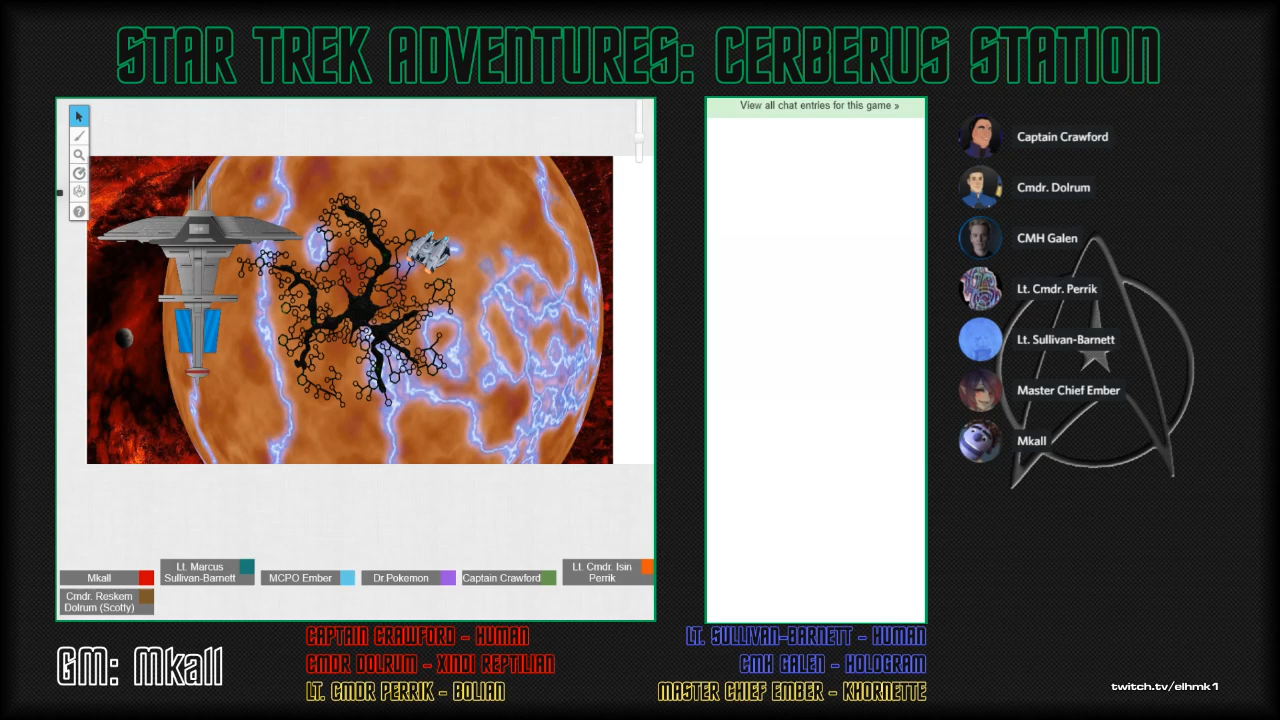 STAR TREK ADVENTURES: CERBERUS STATION
View all chat entries for this game »
Captain Crawford
Cmdr. Dolrum
CMH Galen
Lt. Cmdr. Perrik
Lt. Sullivan-Barnett
Master Chief Ember
Mkall
Mkall
Lt. Marcus
Sullivan-Barnett
MCPO Ember
Dr.Pokemon
Captain Crawford
Lt. Cmdr. Isin
Perrik
Cmdr. Reskem
Dolrum (Scotty)
GM: Mkall
CAPTAIN CRAWFORD - HUMAN
CMDR DOLRUM - XINDI REPTILIAN
LT. CMDR PERRIK - BOLIAN
LT. SULLIVAN-BARNETT - HUMAN
CMH GALEN - HOLOGRAM
MASTER CHIEF EMBER - KHORNETTE
twitch.tv/elhmk1